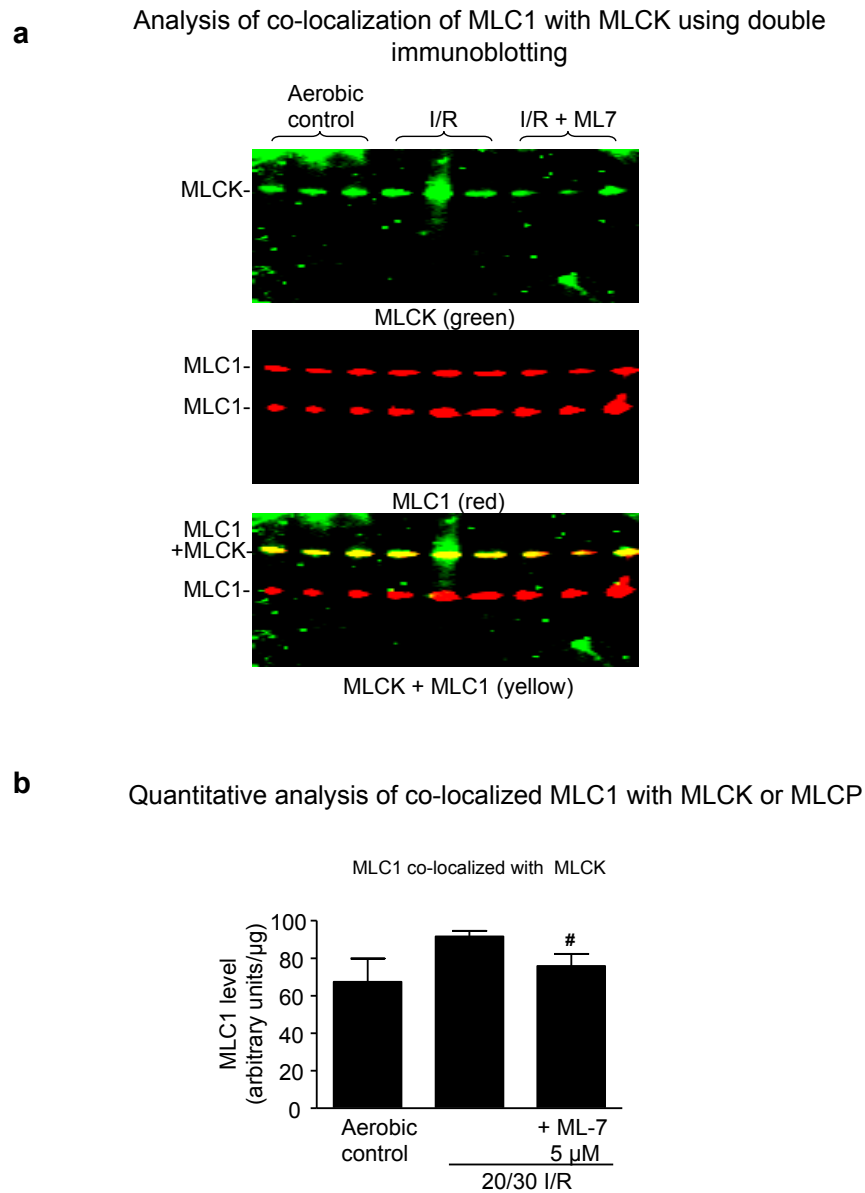 a
Analysis of co-localization of MLC1 with MLCK using double
immunoblotting
Aerobic
control
I/R
I/R + ML7
MLCK-
MLCK (green)
MLC1-
MLC1-
MLC1 (red)
MLC1
+MLCK-
MLC1-
MLCK + MLC1 (yellow)
b
Quantitative analysis of co-localized MLC1 with MLCK or MLCP
MLC1 co-localized with MLCK
MLC1 level
(arbitrary units/µg)
100
80
60
40
20
0
#
Aerobic
control
+ ML-7
5 µM
20/30 I/R